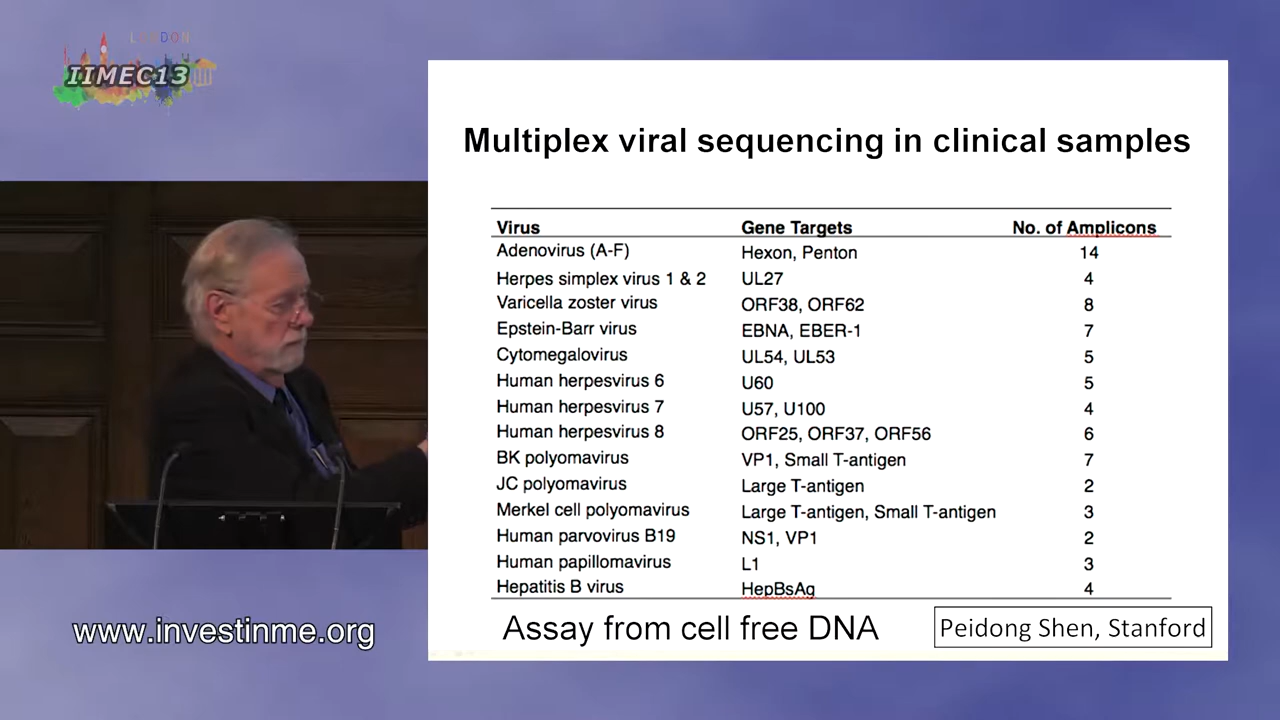 LONDON
IIMEC13
Multiplex viral sequencing in clinical samples
Virus Gene Targets No. of Amplicons
Adenovirus (A-F) Hexon, Penton 14
Herpes simplex virus 1 & 2 UL27 4
Varicella zoster virus ORF38, ORF62 8
Epstein-Barr virus EBNA, EBER-1 7
Cytomegalovirus UL54, UL53 5
Human herpesvirus 6 U60 5
Human herpesvirus 7 U57, U100 4
Human herpesvirus 8 ORF25, ORF37, ORF56 6
BK polyomavirus VP1, Small T-antigen 7
JC polyomavirus Large T-antigen 2
Merkel cell polyomavirus Large T-antigen, Small T-antigen 3
Human parvovirus B19 NS1, VP1 2
Human papillomavirus L1 3
Hepatitis B virus HepBsAg 4
Assay from cell free DNA
Peidong Shen, Stanford
www.investinme.org